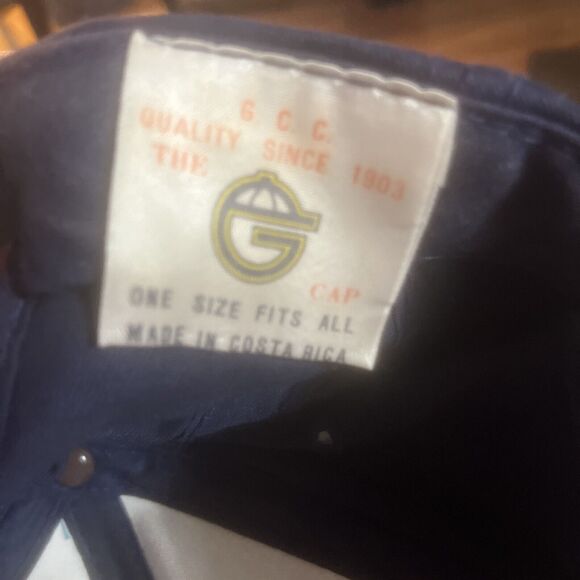 G C C.
QUALITY SINCE 1903
THE
G
CAP
ONE SIZE FITS ALL
MADE IN COSTA RICA